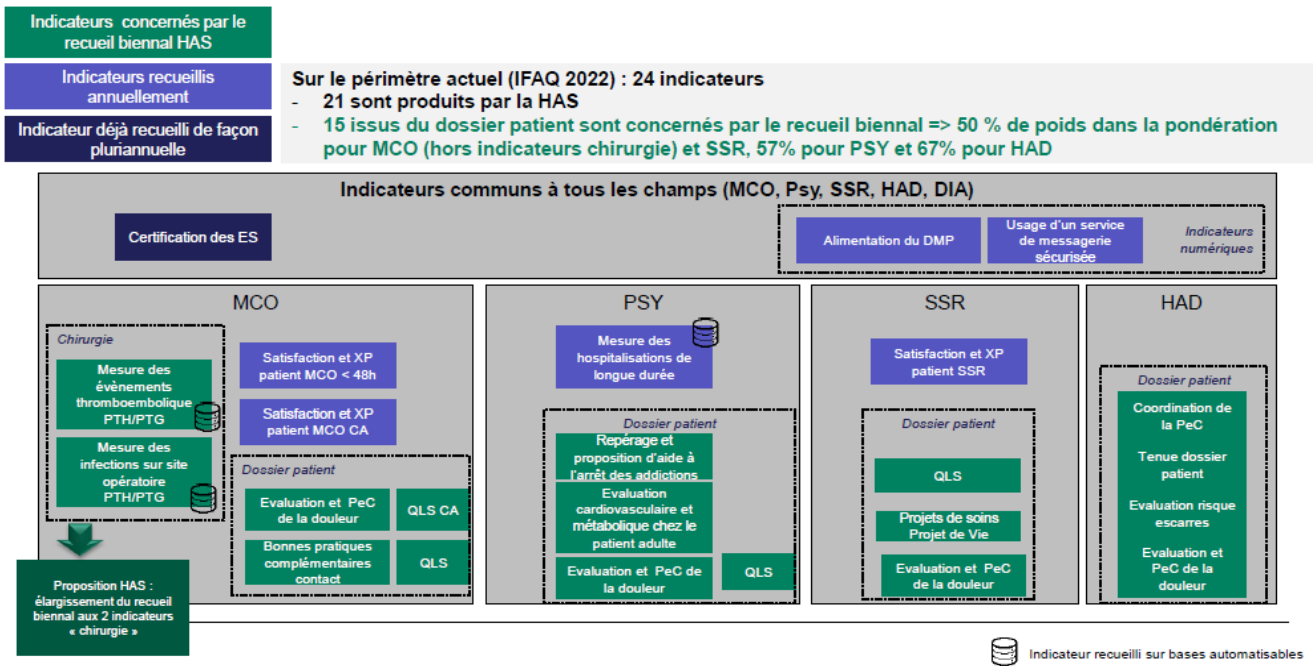 Indicateurs concernés par le
recueil biennal HAS
Indicateurs recueillis
annuellement
Indicateur déjà recueilli de façon
pluriannuelle
Sur le périmètre actuel (IFAQ 2022) : 24 indicateurs
- 21 sont produits par la HAS
- 15 issus du dossier patient sont concernés par le recueil biennal => 50 % de poids dans la pondération
pour MCO (hors indicateurs chirurgie) et SSR, 57% pour PSY et 67% pour HAD
Indicateurs communs à tous les champs (MCO, Psy, SSR, HAD, DIA)
Certification des ES
Alimentation du DMP
Usage d'un service
de messagerie
sécurisée
Indicateurs
numériques
MCO
Chirurgie
Mesure des
évènements
thromboembolique
PTH/PTG
Mesure des
infections sur site
opératoire
PTH/PTG
Satisfaction et XP
patient MCO < 48h
Satisfaction et XP
patient MCO CA
Dossier patient
Evaluation et PeC
de la douleur
QLS CA
Bonnes pratiques
complémentaires
contact
QLS
Proposition HAS :
élargissement du recueil
biennal aux 2 indicateurs
« chirurgie »
PSY
Mesure des
hospitalisations de
longue durée
Dossier patient
Repérage et
proposition d'aide à
l'arrêt des addictions
Evaluation
cardiovasculaire et
métabolique chez le
patient adulte
Evaluation et PeC de
la douleur
QLS
SSR
Satisfaction et XP
patient SSR
Dossier patient
QLS
Projets de soins
Projet de Vie
Evaluation et PeC
de la douleur
HAD
Dossier patient
Coordination de
la PeC
Tenue dossier
patient
Evaluation risque
escarres
Evaluation et
PeC de la
douleur
Indicateur recueilli sur bases automatisables